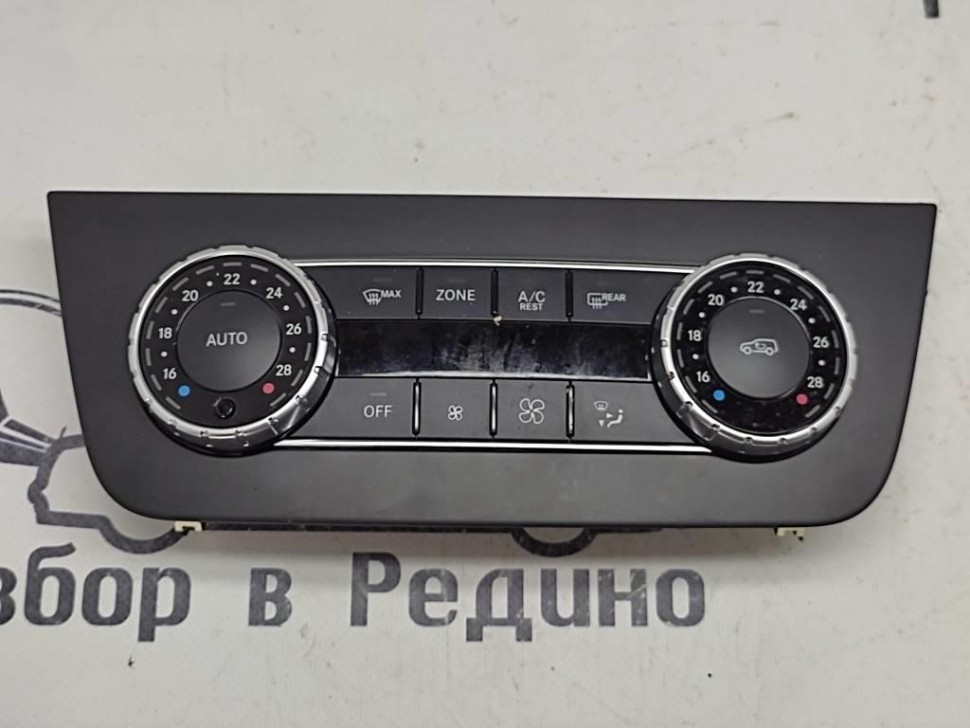 MAX ZONE A/C REST REAR
16 18 20 22 24 26 28
AUTO
16 18 20 22 24 26 28
OFF
збор в Редино